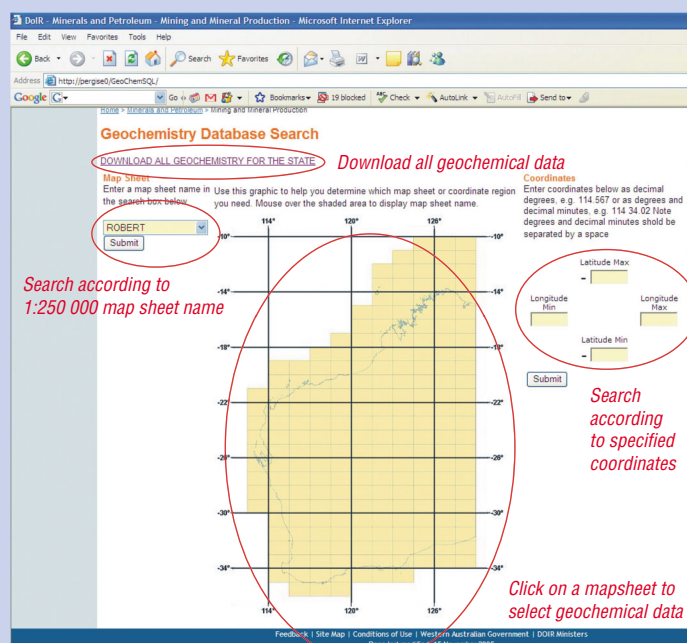 DoIR - Minerals and Petroleum - Mining and Mineral Production - Microsoft Internet Explorer
File Edit View Favorites Tools Help
Back Search Favorites
Address http://pergise0/GeoChemSQL/
Google G Go Bookmarks 19 blocked Check AutoLink AutoFill Send to
Home > Minerals and Petroleum > Mining and Mineral Production
Geochemistry Database Search
DOWNLOAD ALL GEOCHEMISTRY FOR THE STATE
Download all geochemical data
Map Sheet
Enter a map sheet name in
the search box below
ROBERT
Submit
Search according to
1:250 000 map sheet name
Use this graphic to help you determine which map sheet or coordinate region
you need. Mouse over the shaded area to display map sheet name.
114° 120° 126°
-10° -10°
-14° -14°
-18° -18°
-22° -22°
-26° -26°
-30° -30°
-34° -34°
114° 120° 126°
Coordinates
Enter coordinates below as decimal
degrees, e.g. 114.567 or as degrees and
decimal minutes, e.g. 114 34.02 Note
degrees and decimal minutes shold be
separated by a space
Latitude Max
-
Longitude
Min
Longitude
Max
Latitude Min
-
Submit
Search
according
to specified
coordinates
Click on a mapsheet to
select geochemical data
Feedback | Site Map | Conditions of Use | Western Australian Government | DOIR Ministers